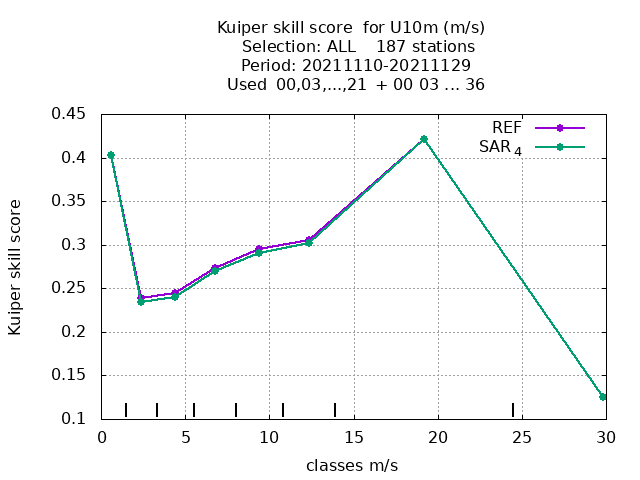 Kuiper skill score  for U10m (m/s)
Selection: ALL    187 stations
Period: 20211110-20211129
Used  00,03,...,21  + 00 03 ... 36
0.45
0.4
0.35
0.3
0.25
0.2
0.15
0.1
Kuiper skill score
REF
SAR 4
0 5 10 15 20 25 30
classes m/s